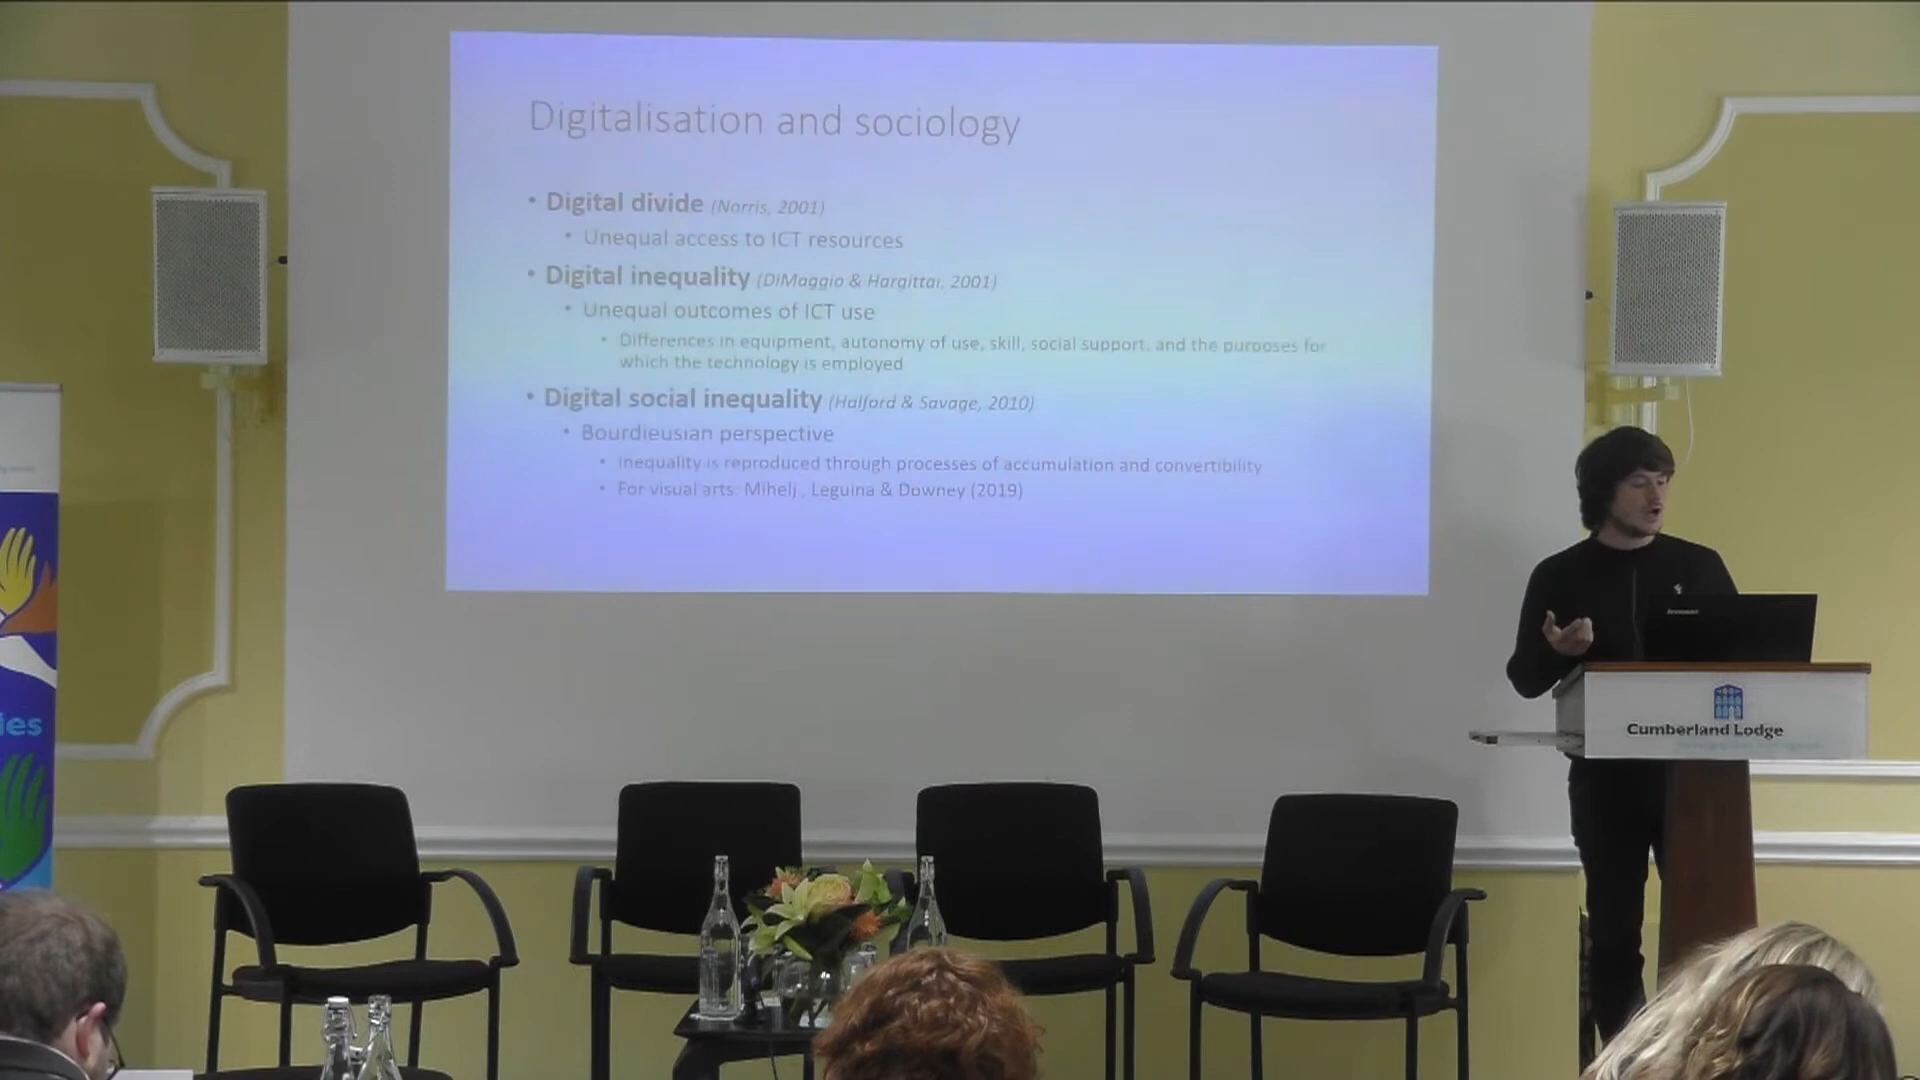 Digitalisation and sociology
• Digital divide (Norris, 2001)
• Unequal access to ICT resources
• Digital inequality (DiMaggio & Hargittai, 2001)
• Unequal outcomes of ICT use
• Differences in equipment, autonomy of use, skill, social support, and the purposes for
which the technology is employed
• Digital social inequality (Halford & Savage, 2010)
• Bourdieusian perspective
• Inequality is reproduced through processes of accumulation and convertibility
• For visual arts: Mihelj , Leguina & Downey (2019)
ies
lenovo
Cumberland Lodge